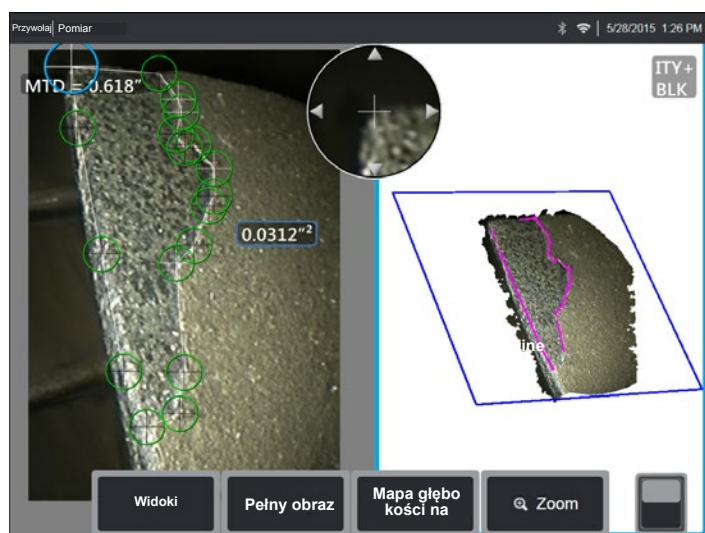 Przywołaj Pomiar
5/28/2015 1:26 PM
MTD = 0.618"
ITY+
BLK
0.0312"²
ine
Widoki
Pełny obraz
Mapa głębo
kości na
Zoom